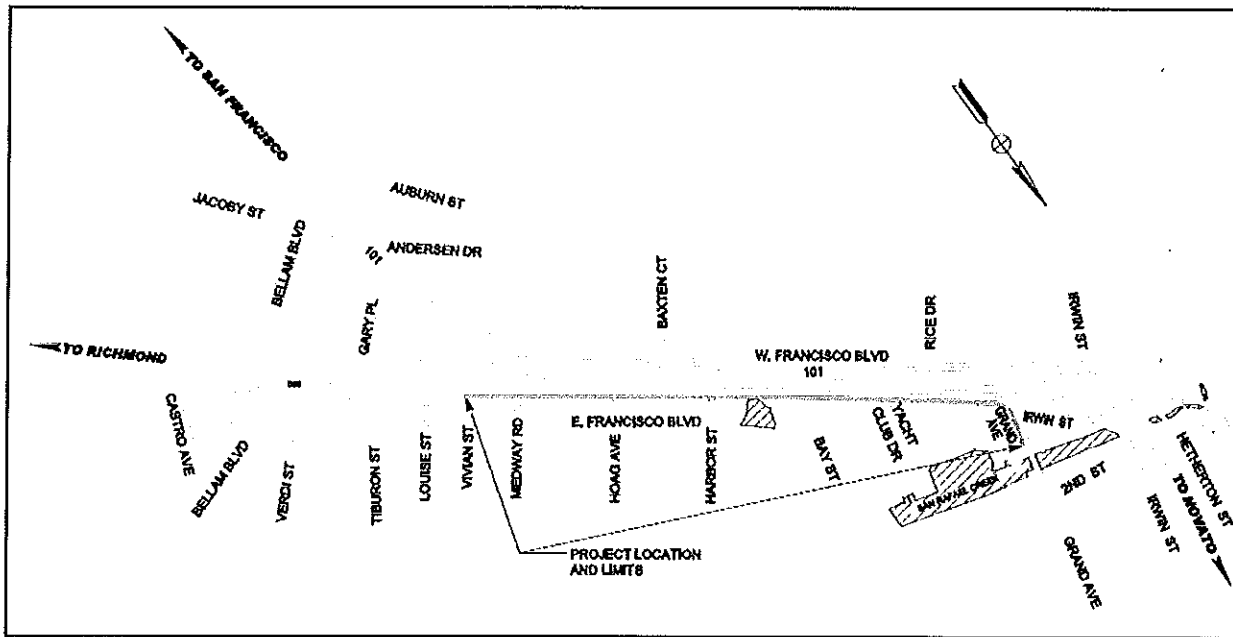 TO SAN FRANCISCO
JACOBY ST
AUBURN ST
BELLAM BLVD
101
ANDERSEN DR
GARY PL
BAXTEN CT
RICE DR
IRWIN ST
TO RICHMOND
W. FRANCISCO BLVD
101
CASTRO AVE
BELLAM BLVD
VERDI ST
TIBURON ST
LOUISE ST
VIVIAN ST
MEDWAY RD
E. FRANCISCO BLVD
HOAG AVE
HARBOR ST
BAY ST
YACHT
CLUB DR
GRAND
AVE
IRWIN ST
SAN RAFAEL CREEK
2ND ST
HETHERTON ST
TO NOVATO
IRWIN ST
GRAND AVE
PROJECT LOCATION
AND LIMITS